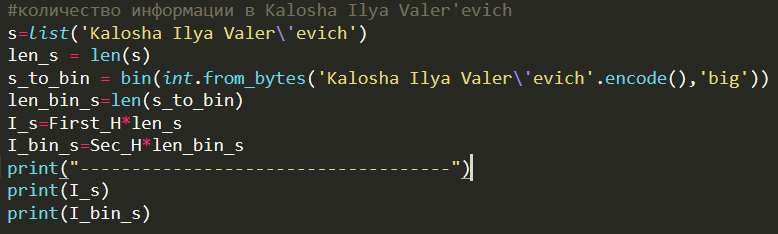 #количество информации в Kalosha Ilya Valer'evich
s=list('Kalosha Ilya Valer\'evich')
len_s = len(s)
s_to_bin = bin(int.from_bytes('Kalosha Ilya Valer\'evich'.encode(),'big'))
len_bin_s=len(s_to_bin)
I_s=First_H*len_s
I_bin_s=Sec_H*len_bin_s
print("------------------------------------")
print(I_s)
print(I_bin_s)